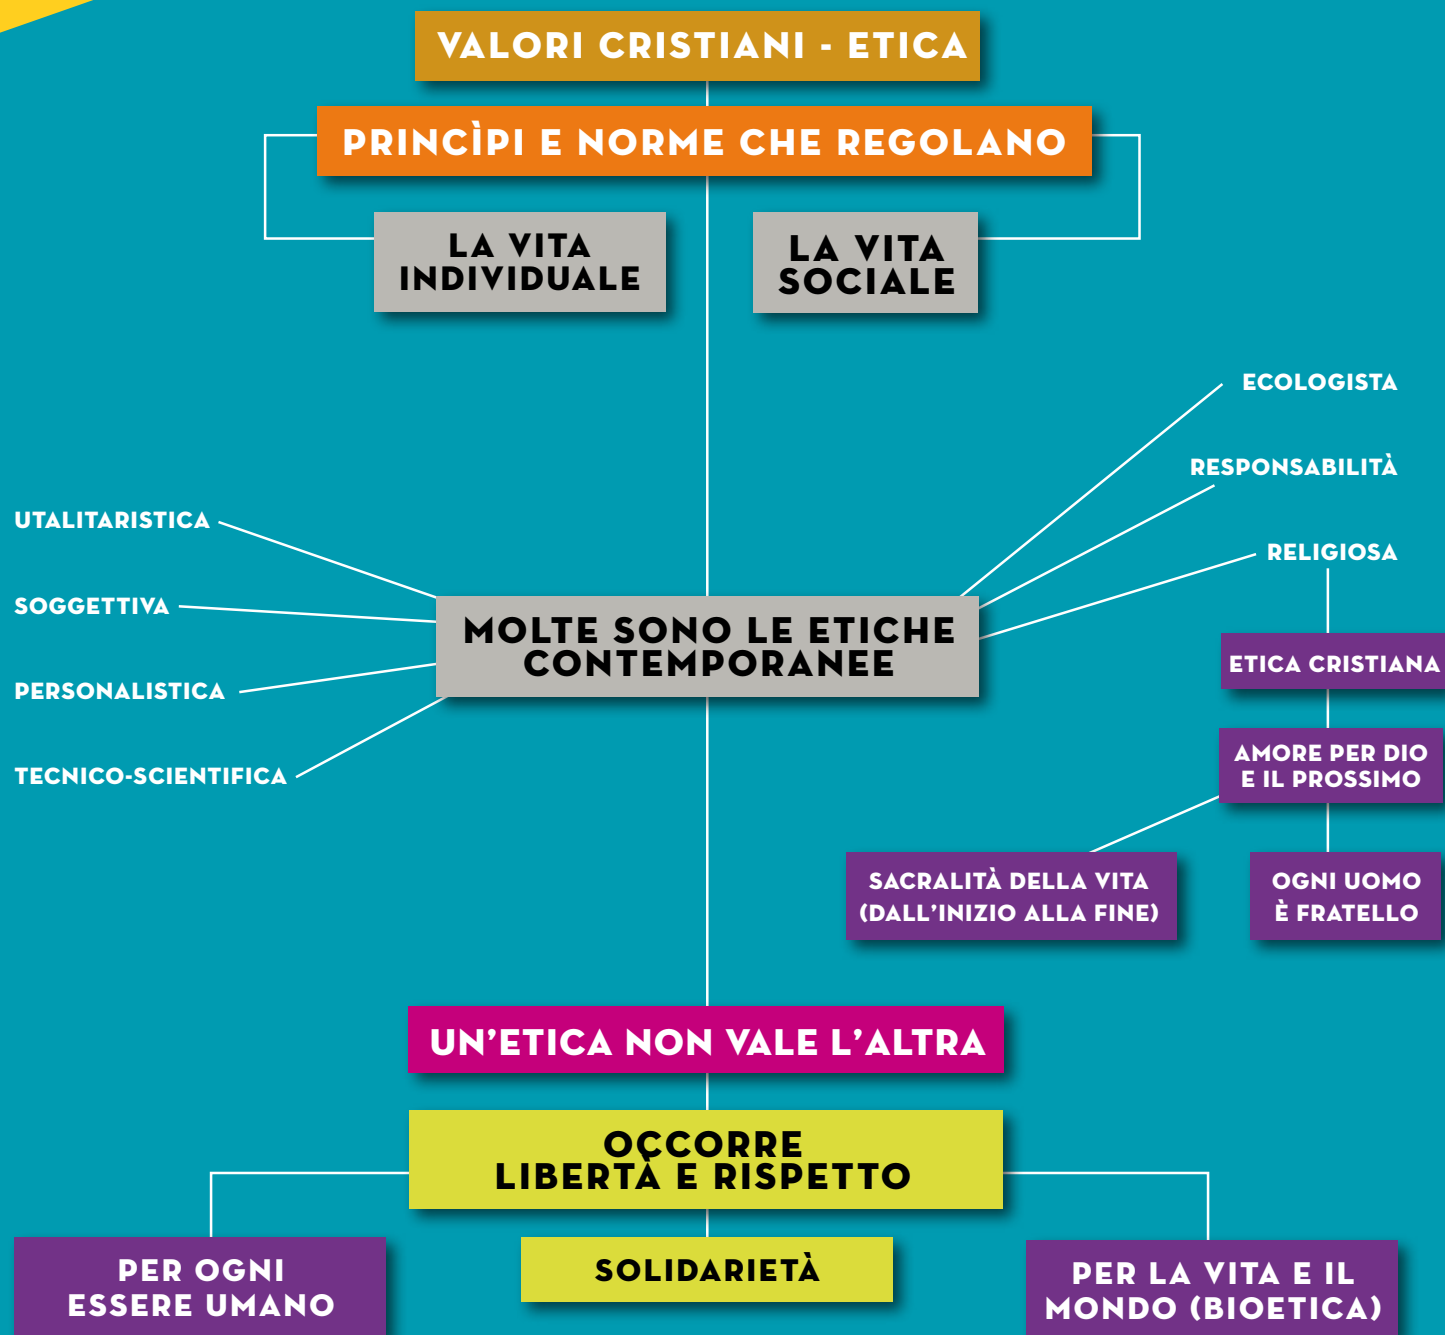 VALORI CRISTIANI - ETICA
PRINCÌPI E NORME CHE REGOLANO
LA VITA
INDIVIDUALE
LA VITA
SOCIALE
ECOLOGISTA
RESPONSABILITÀ
RELIGIOSA
UTALITARISTICA
SOGGETTIVA
PERSONALISTICA
TECNICO-SCIENTIFICA
MOLTE SONO LE ETICHE
CONTEMPORANEE
ETICA CRISTIANA
AMORE PER DIO
E IL PROSSIMO
SACRALITÀ DELLA VITA
(DALL'INIZIO ALLA FINE)
OGNI UOMO
È FRATELLO
UN'ETICA NON VALE L'ALTRA
OCCORRE
LIBERTÀ E RISPETTO
PER OGNI
ESSERE UMANO
SOLIDARIETÀ
PER LA VITA E IL
MONDO (BIOETICA)